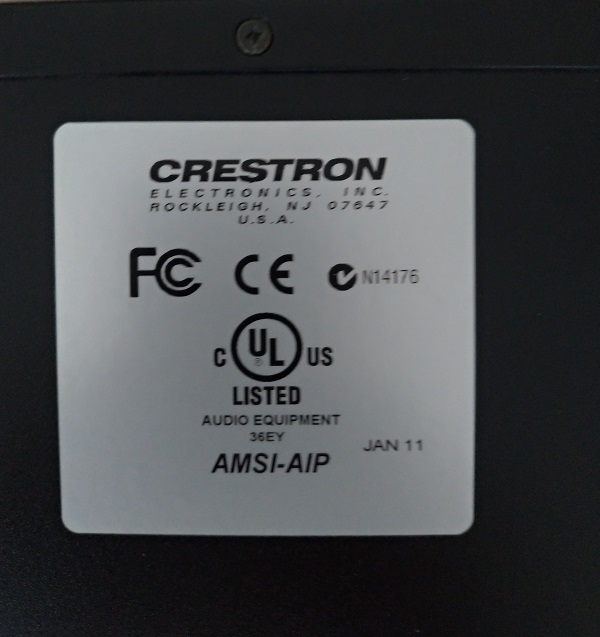 CRESTRON
ELECTRONICS, INC.
ROCKLEIGH, NJ 07647
U.S.A.
FC CE N14176
C UL US
®
LISTED
AUDIO EQUIPMENT
36EY
JAN 11
AMSI-AIP